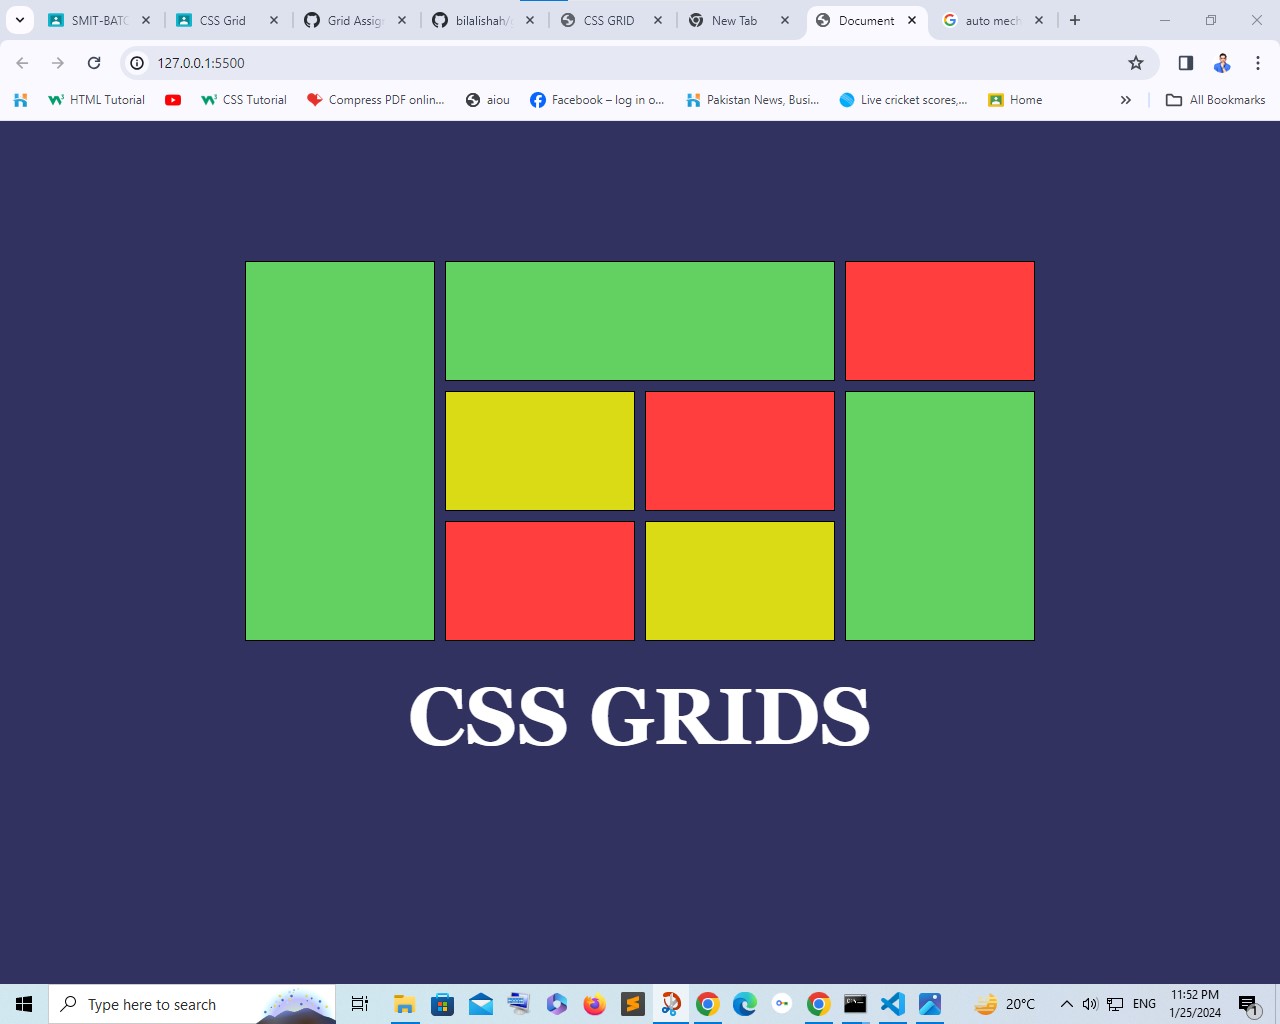 SMIT-BATC
CSS Grid
Grid Assig
bilalishah/
CSS GRID
New Tab
Document
auto mech
127.0.0.1:5500
HTML Tutorial
CSS Tutorial
Compress PDF onlin...
aiou
Facebook – log in o...
Pakistan News, Busi...
Live cricket scores,...
Home
All Bookmarks
CSS GRIDS
Type here to search
20°C
ENG
11:52 PM
1/25/2024
1